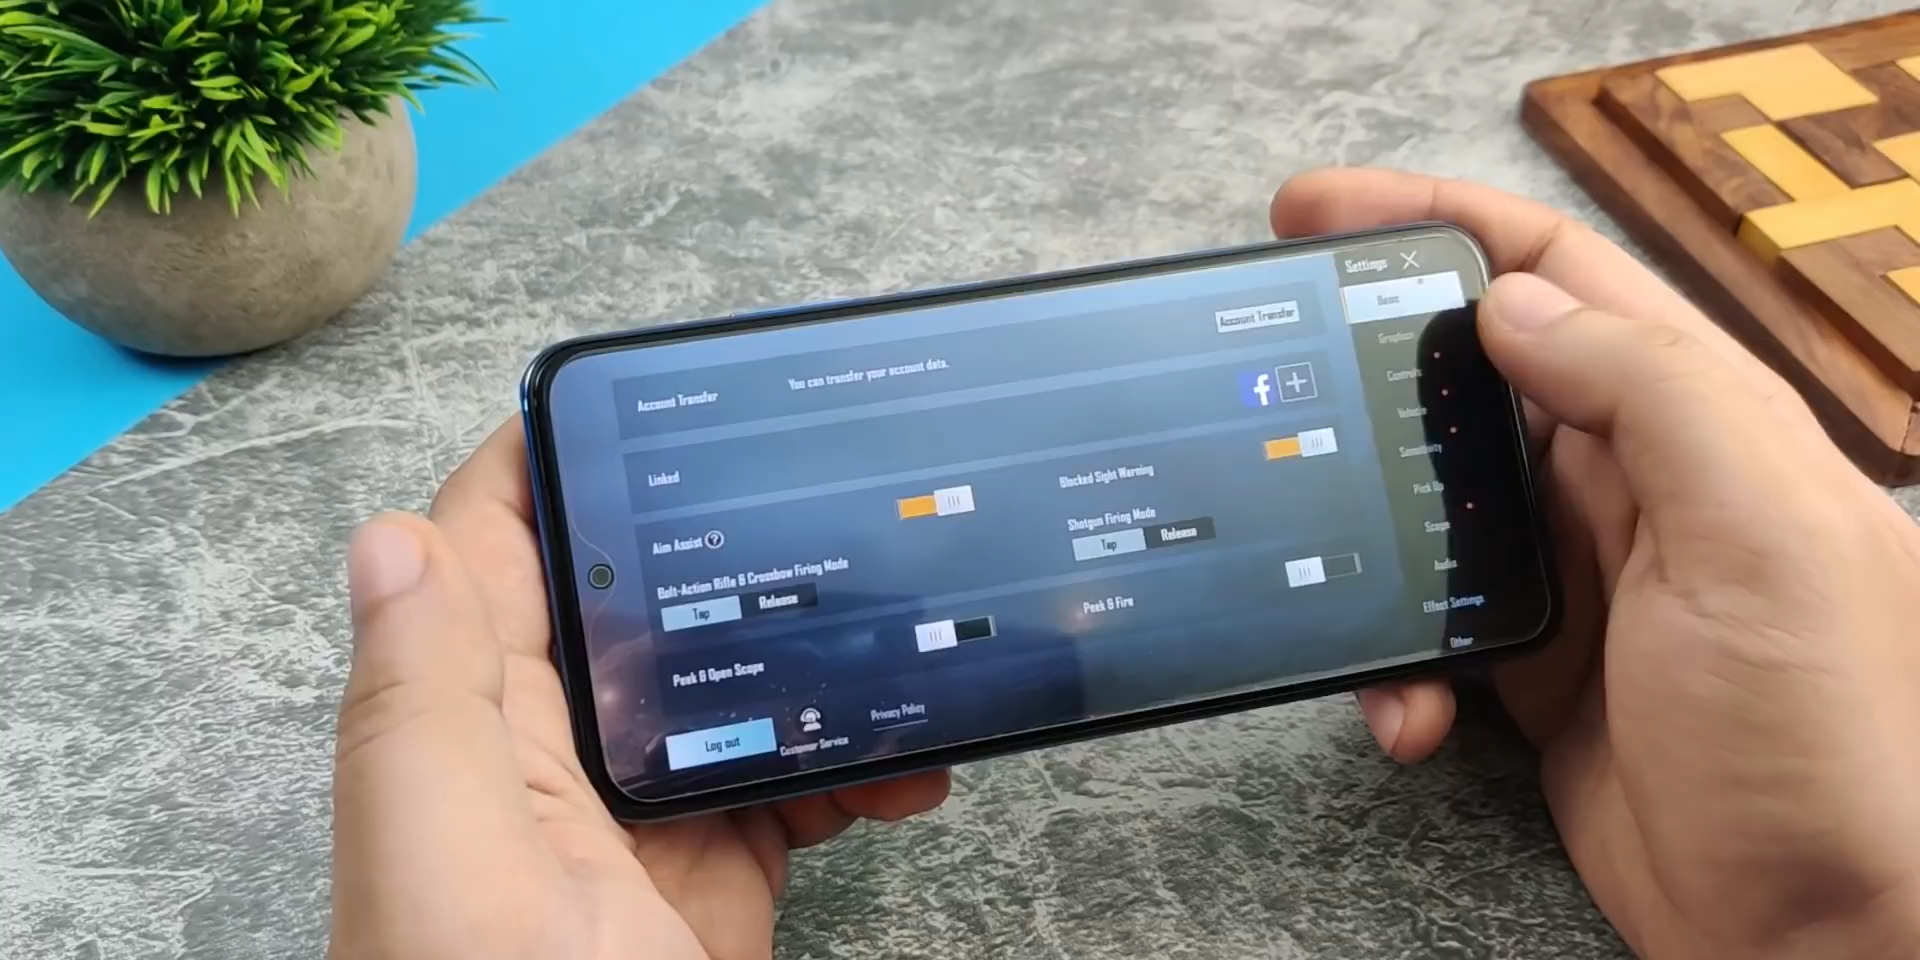 Settings
Basic
Account Transfer
You can transfer your account data.
Account Transfer
Graphics
Controls
Vehicle
Linked
Sensitivity
Blocked Sight Warning
Pick Up
Aim Assist ?
Shotgun Firing Mode
Tap
Release
Scope
Bolt-Action Rifle & Crossbow Firing Mode
Tap
Release
Audio
Peek & Open Scope
Peek & Fire
Effect Settings
Other
Log out
Customer Service
Privacy Policy